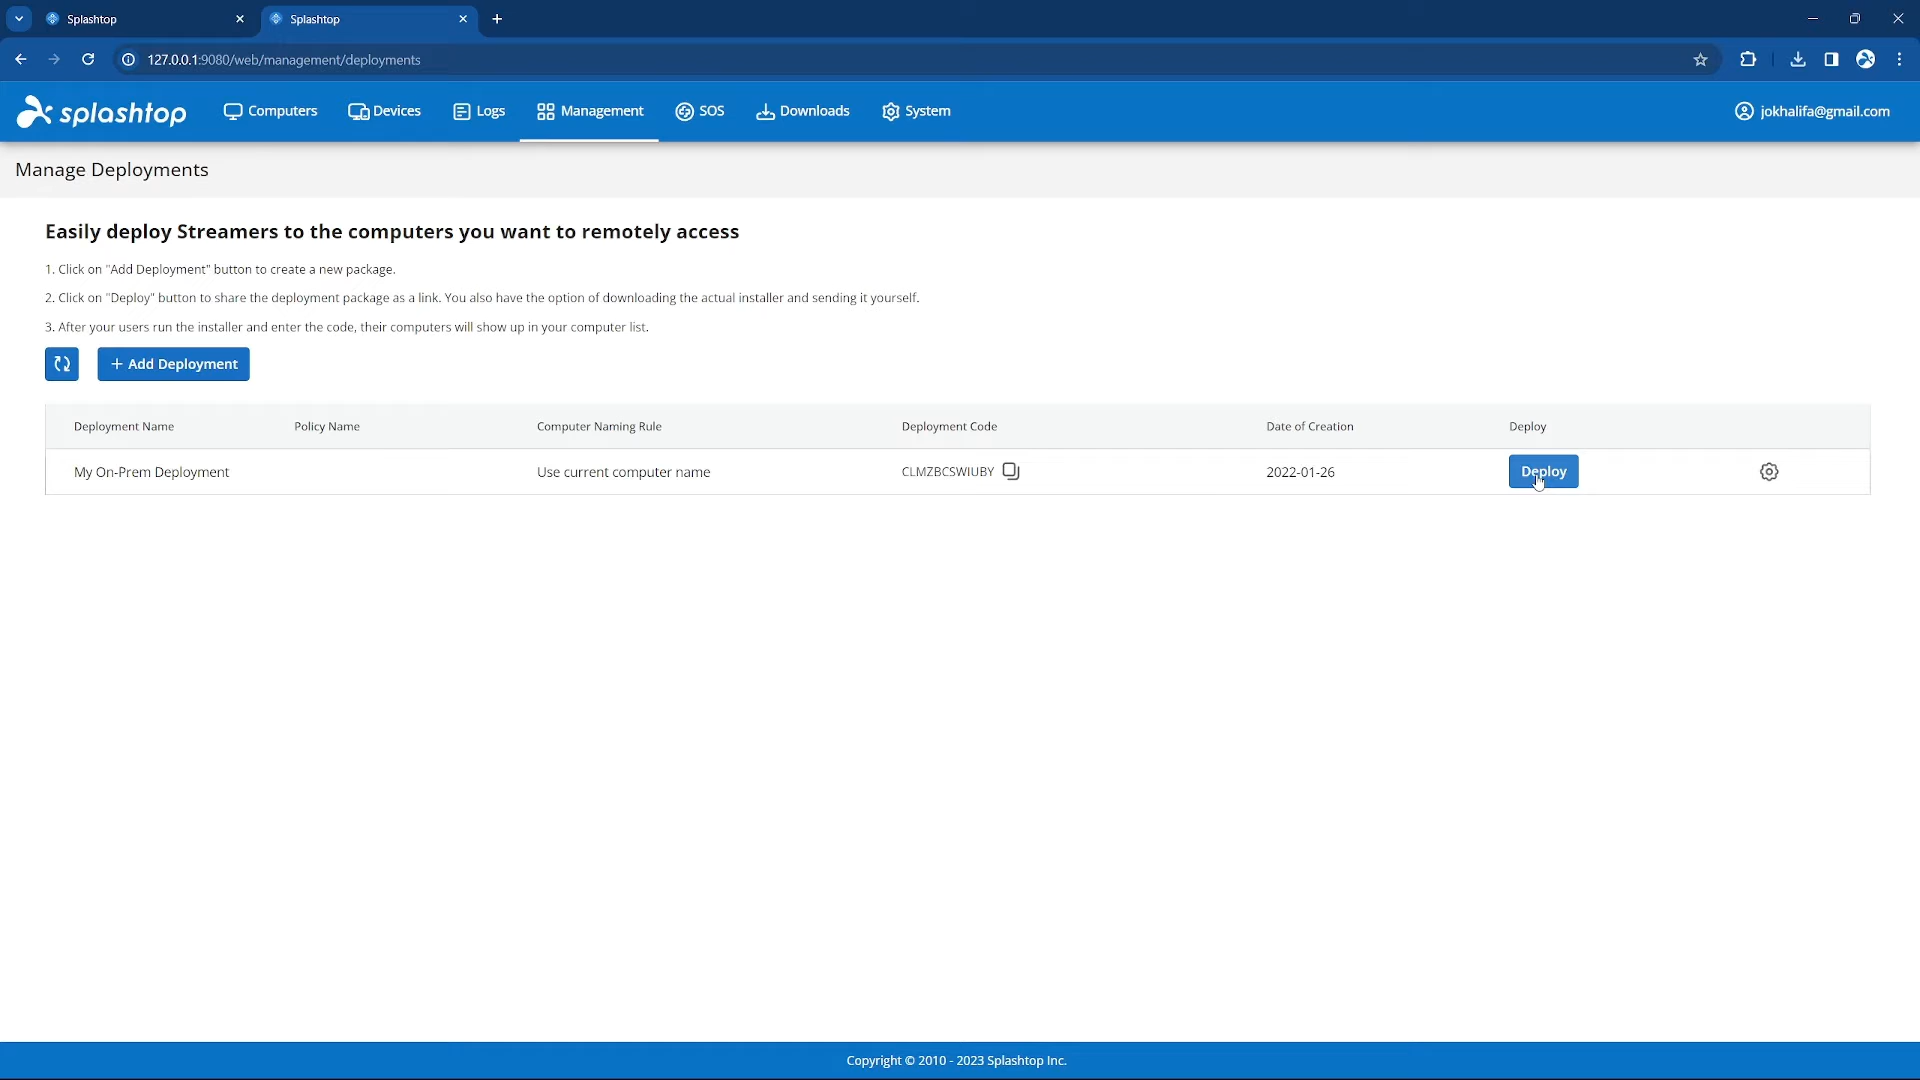 Splashtop
Splashtop
127.0.0.1:9080/web/management/deployments
splashtop
Computers
Devices
Logs
Management
SOS
Downloads
System
jokhalifa@gmail.com
Manage Deployments
Easily deploy Streamers to the computers you want to remotely access
1. Click on "Add Deployment" button to create a new package.
2. Click on "Deploy" button to share the deployment package as a link. You also have the option of downloading the actual installer and sending it yourself.
3. After your users run the installer and enter the code, their computers will show up in your computer list.
+ Add Deployment
Deployment Name Policy Name Computer Naming Rule Deployment Code Date of Creation Deploy
My On-Prem Deployment Use current computer name CLMZBCSWIUBY 2022-01-26 Deploy
Copyright © 2010 - 2023 Splashtop Inc.